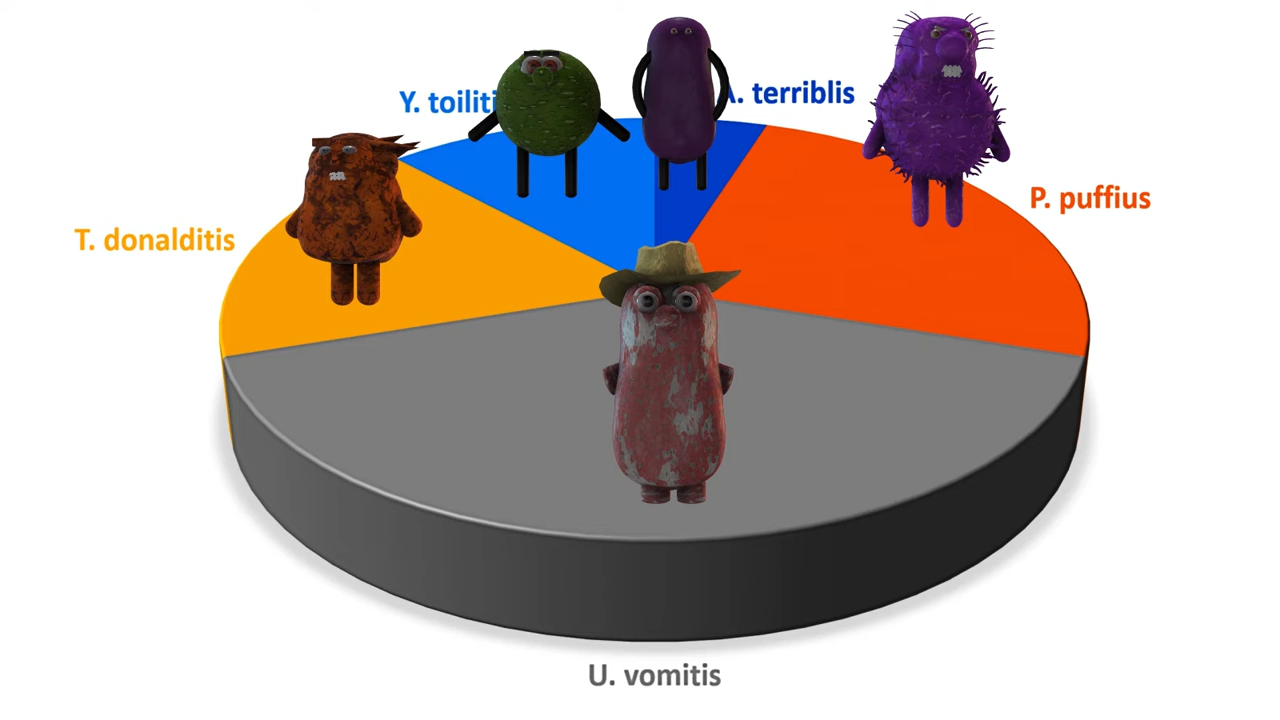 Y. toiliti
A. terriblis
P. puffius
T. donalditis
U. vomitis